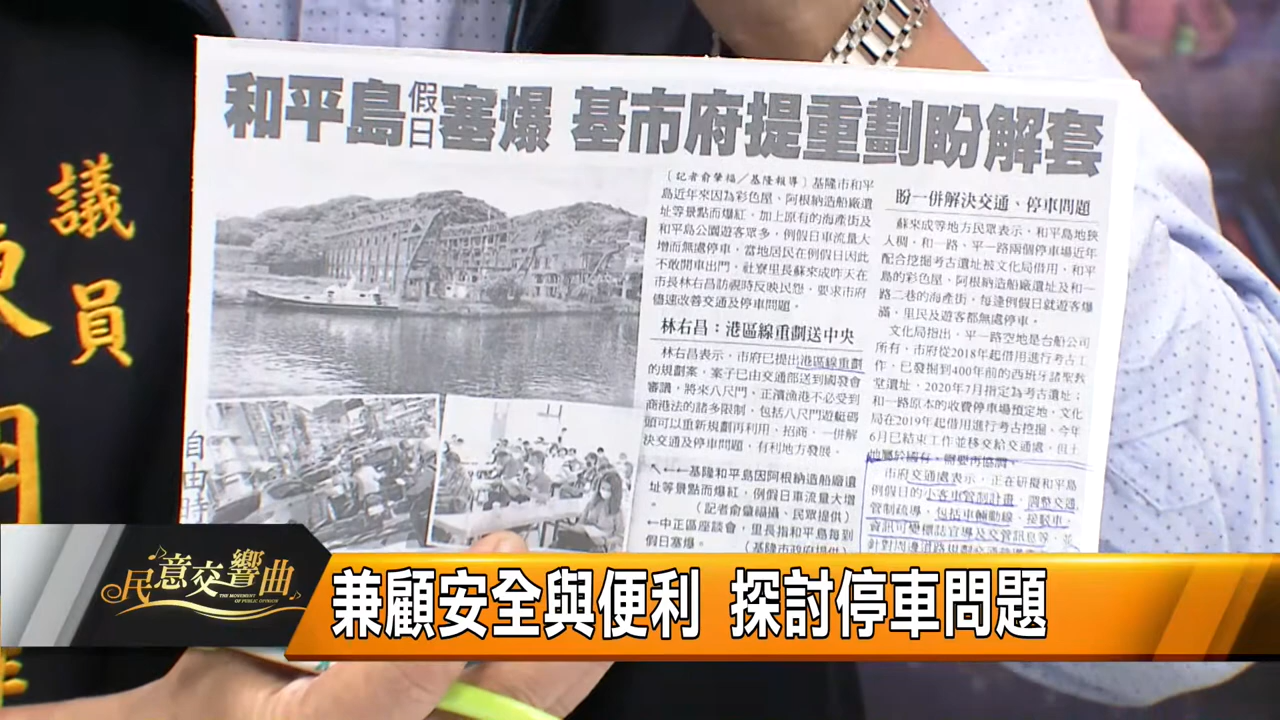 議員
和平島假日塞爆 基市府提重劃盼解套
〔記者俞肇福／基隆報導〕基隆市和平
島近年來因為彩色屋、阿根納造船廠遺
址等景點而爆紅，加上原有的海產街及
和平島公園遊客眾多，例假日車流量大
增而無處停車，當地居民在例假日因此
不敢開車出門，社寮里長蘇來成昨天在
市長林右昌訪視時反映民怨，要求市府
儘速改善交通及停車問題。
林右昌：港區線重劃送中央
林右昌表示，市府已提出港區線重劃
的規劃案，案子已由交通部送到國發會
審議，將來八尺門、正濱漁港不必受到
商港法的諸多限制，包括八尺門遊艇碼
頭可以重新規劃再利用、招商，一併解
決交通及停車問題，有利地方發展。
↖←←基隆和平島因阿根納造船廠遺
址等景點而爆紅，例假日車流量大增
（記者俞肇福攝、民眾提供）
←中正區座談會，里長指和平島每到
假日塞爆。（基隆市政府提供）
盼一併解決交通、停車問題
蘇來成等地方民眾表示，和平島地狹
人稠，和一路、平一路兩個停車場近年
配合挖掘考古遺址被文化局借用，和平
島的彩色屋、阿根納造船廠遺址及和一
路二巷的海產街，每逢例假日就遊客爆
滿，里民及遊客都無處停車。
文化局指出，平一路空地是台船公司
所有，市府從2018年起借用進行考古工
作，已發掘到400年前的西班牙諸聖教
堂遺址，2020年7月指定為考古遺址；
和一路原本的收費停車場預定地，文化
局在2019年起借用進行考古挖掘，今年
6月已結束工作並移交給交通處，但土
地屬於國有，需要再協調。
市府交通處表示，正在研擬和平島
例假日的小客車管制計畫，調整交通
管制疏導，包括車輛動線、接駁車、
資訊可變標誌宣導及交管訊息等，並
自由時
民意交響曲
THE MOVEMENT
OF PUBLIC OPINION
兼顧安全與便利 探討停車問題